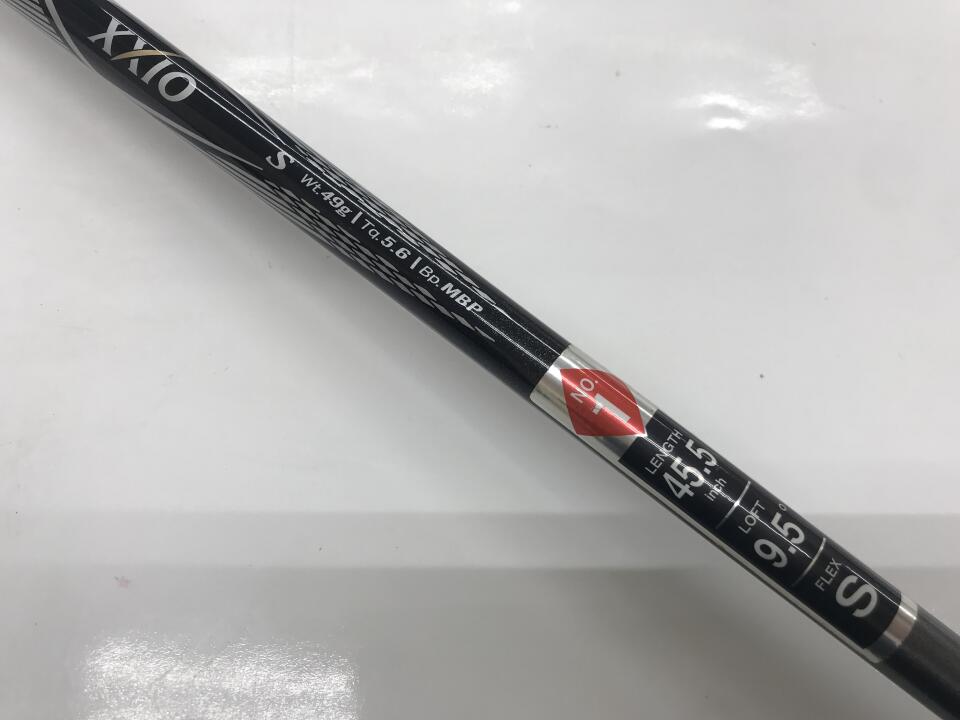 XXIO
S Wt.49g | Tq.5.6 | Bp.MBP
NO.
1
LENGTH
45.5
inch
LOFT
9.5°
FLEX
S